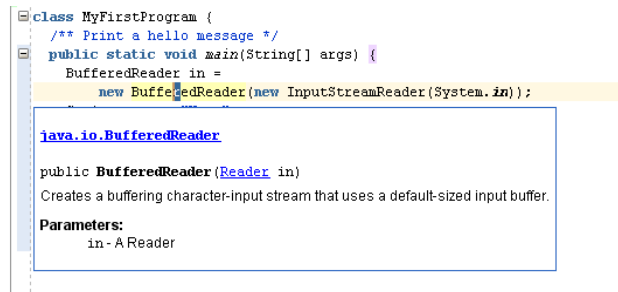 class MyFirstProgram {
/** Print a hello message */
public static void main(String[] args) {
BufferedReader in =
new BufferedReader(new InputStreamReader(System.in));
java.io.BufferedReader
public BufferedReader(Reader in)
Creates a buffering character-input stream that uses a default-sized input buffer.
Parameters:
in - A Reader